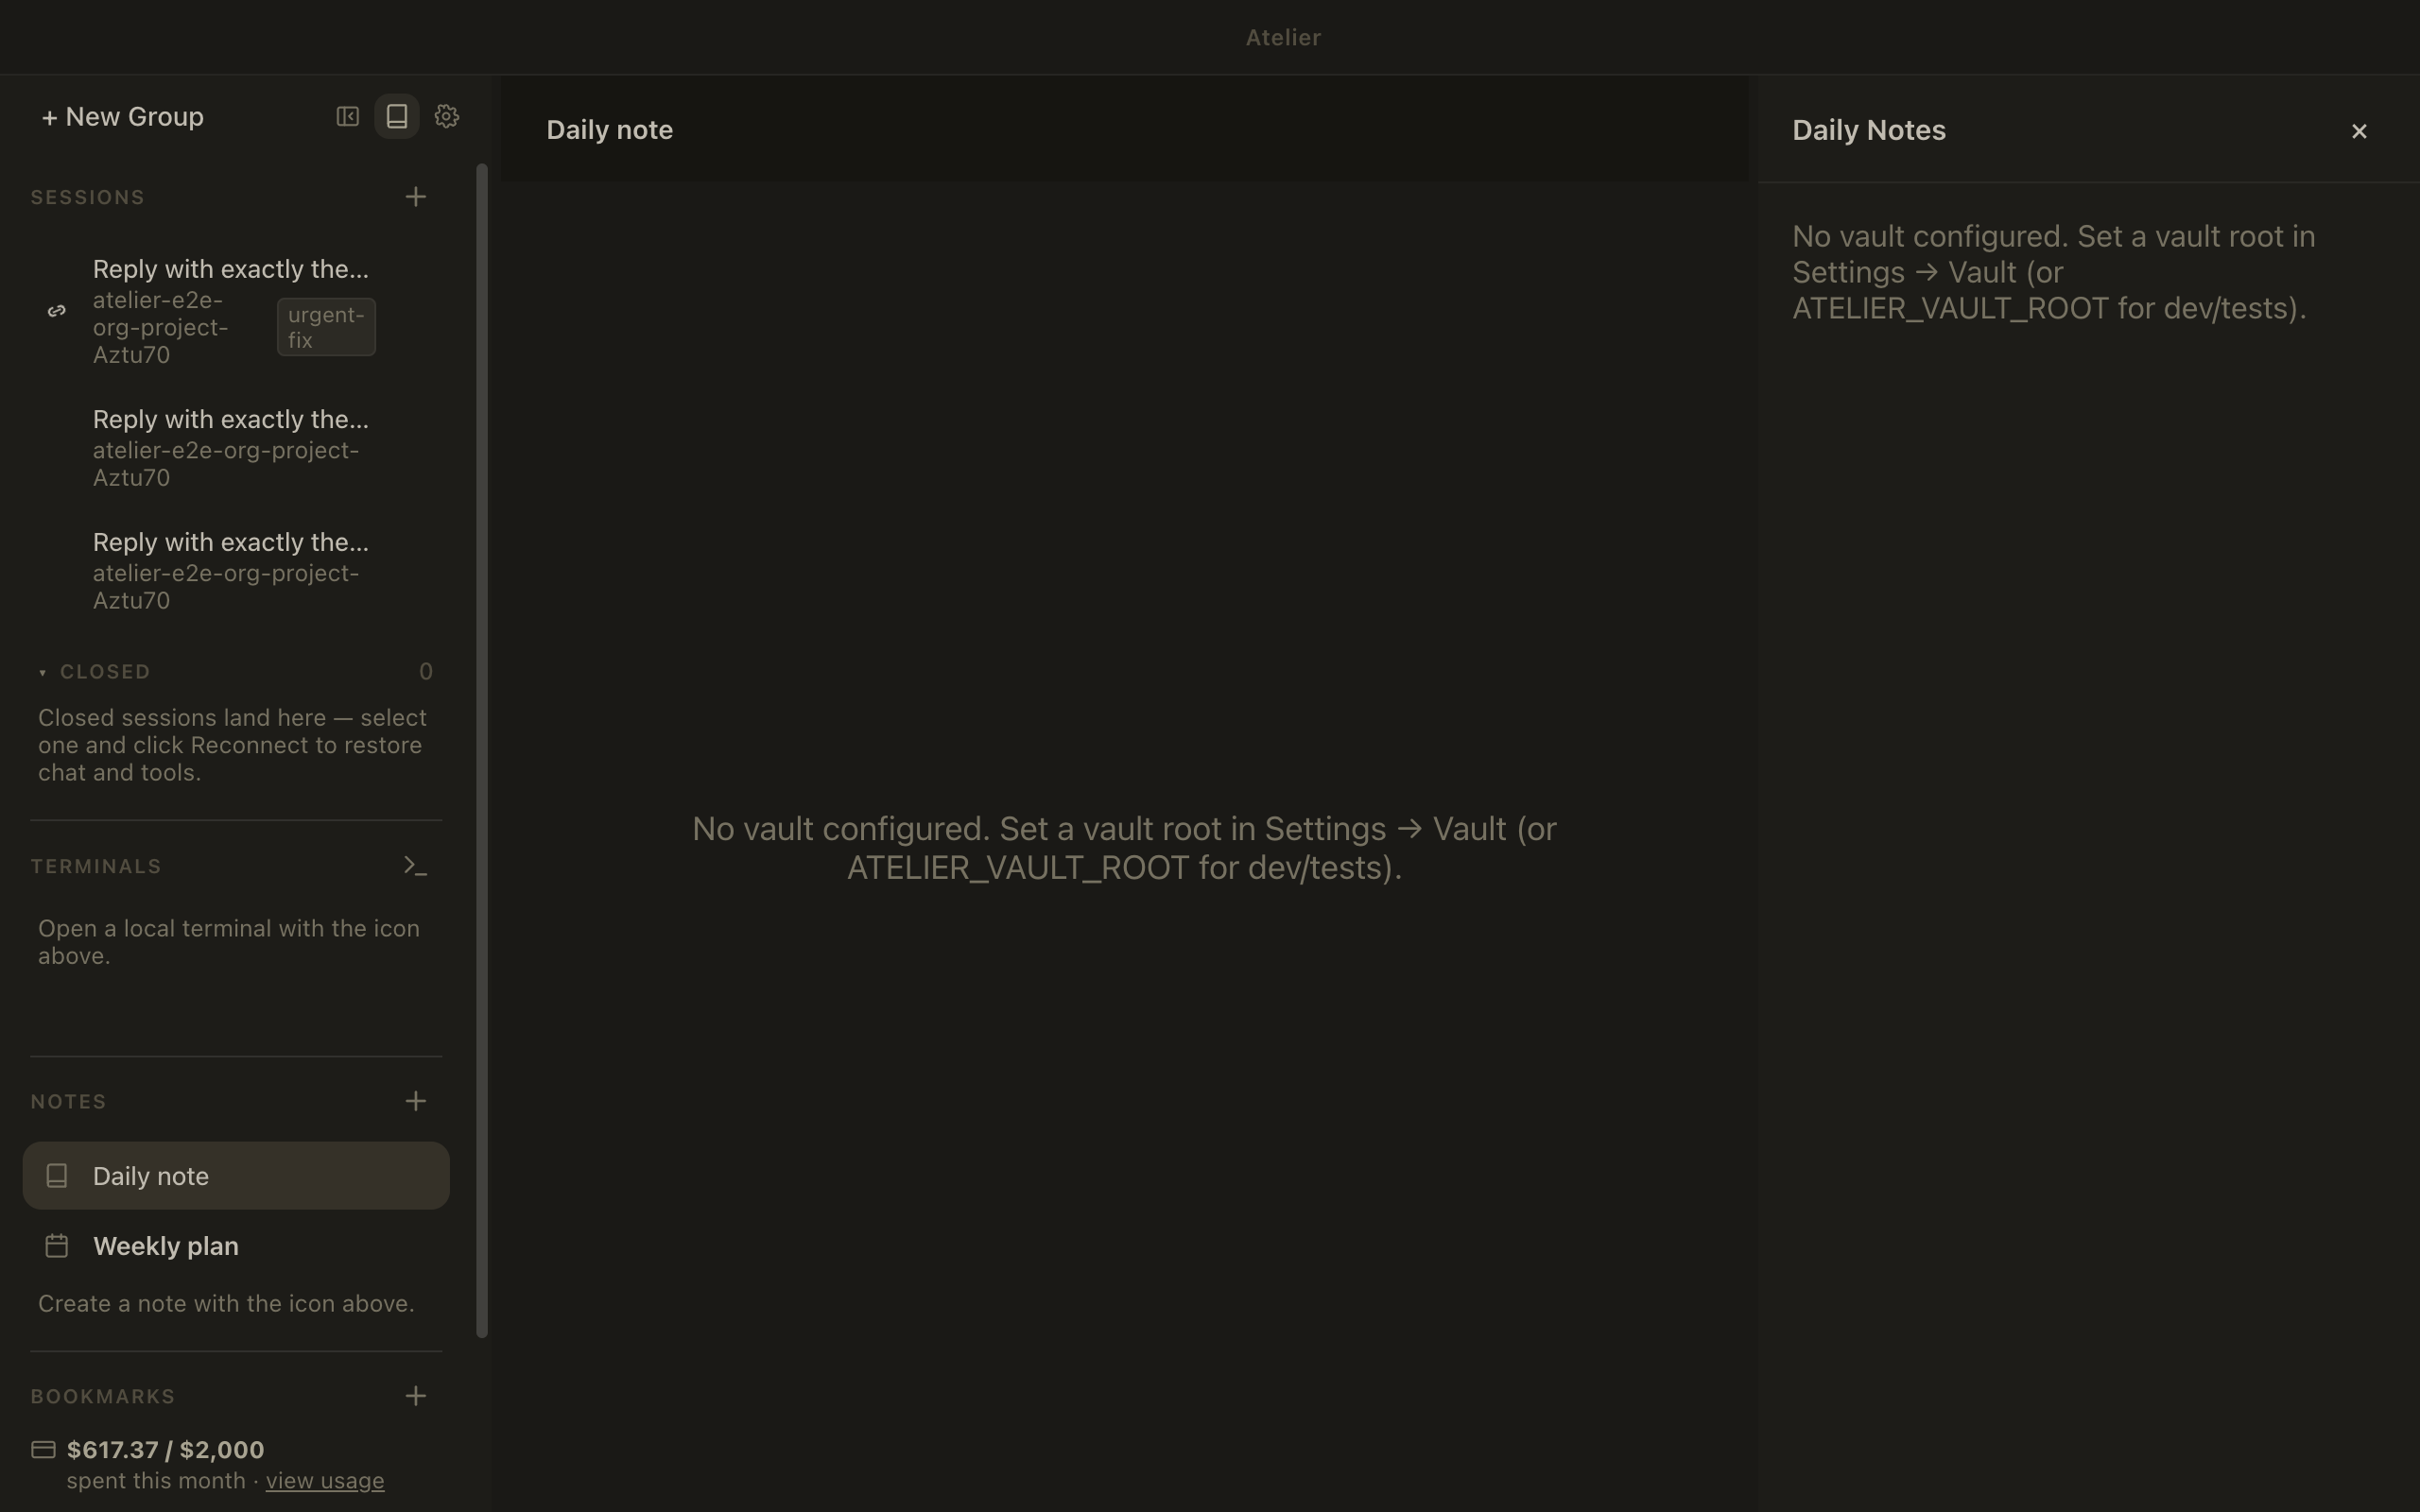 Atelier
+ New Group
SESSIONS
Reply with exactly the...
atelier-e2e-
org-project-
Aztu70
urgent-
fix
Reply with exactly the...
atelier-e2e-org-project-
Aztu70
Reply with exactly the...
atelier-e2e-org-project-
Aztu70
CLOSED
0
Closed sessions land here — select
one and click Reconnect to restore
chat and tools.
TERMINALS
Open a local terminal with the icon
above.
NOTES
Daily note
Weekly plan
Create a note with the icon above.
BOOKMARKS
$617.37 / $2,000
spent this month · view usage
Daily note
No vault configured. Set a vault root in Settings → Vault (or
ATELIER_VAULT_ROOT for dev/tests).
Daily Notes
No vault configured. Set a vault root in
Settings → Vault (or
ATELIER_VAULT_ROOT for dev/tests).